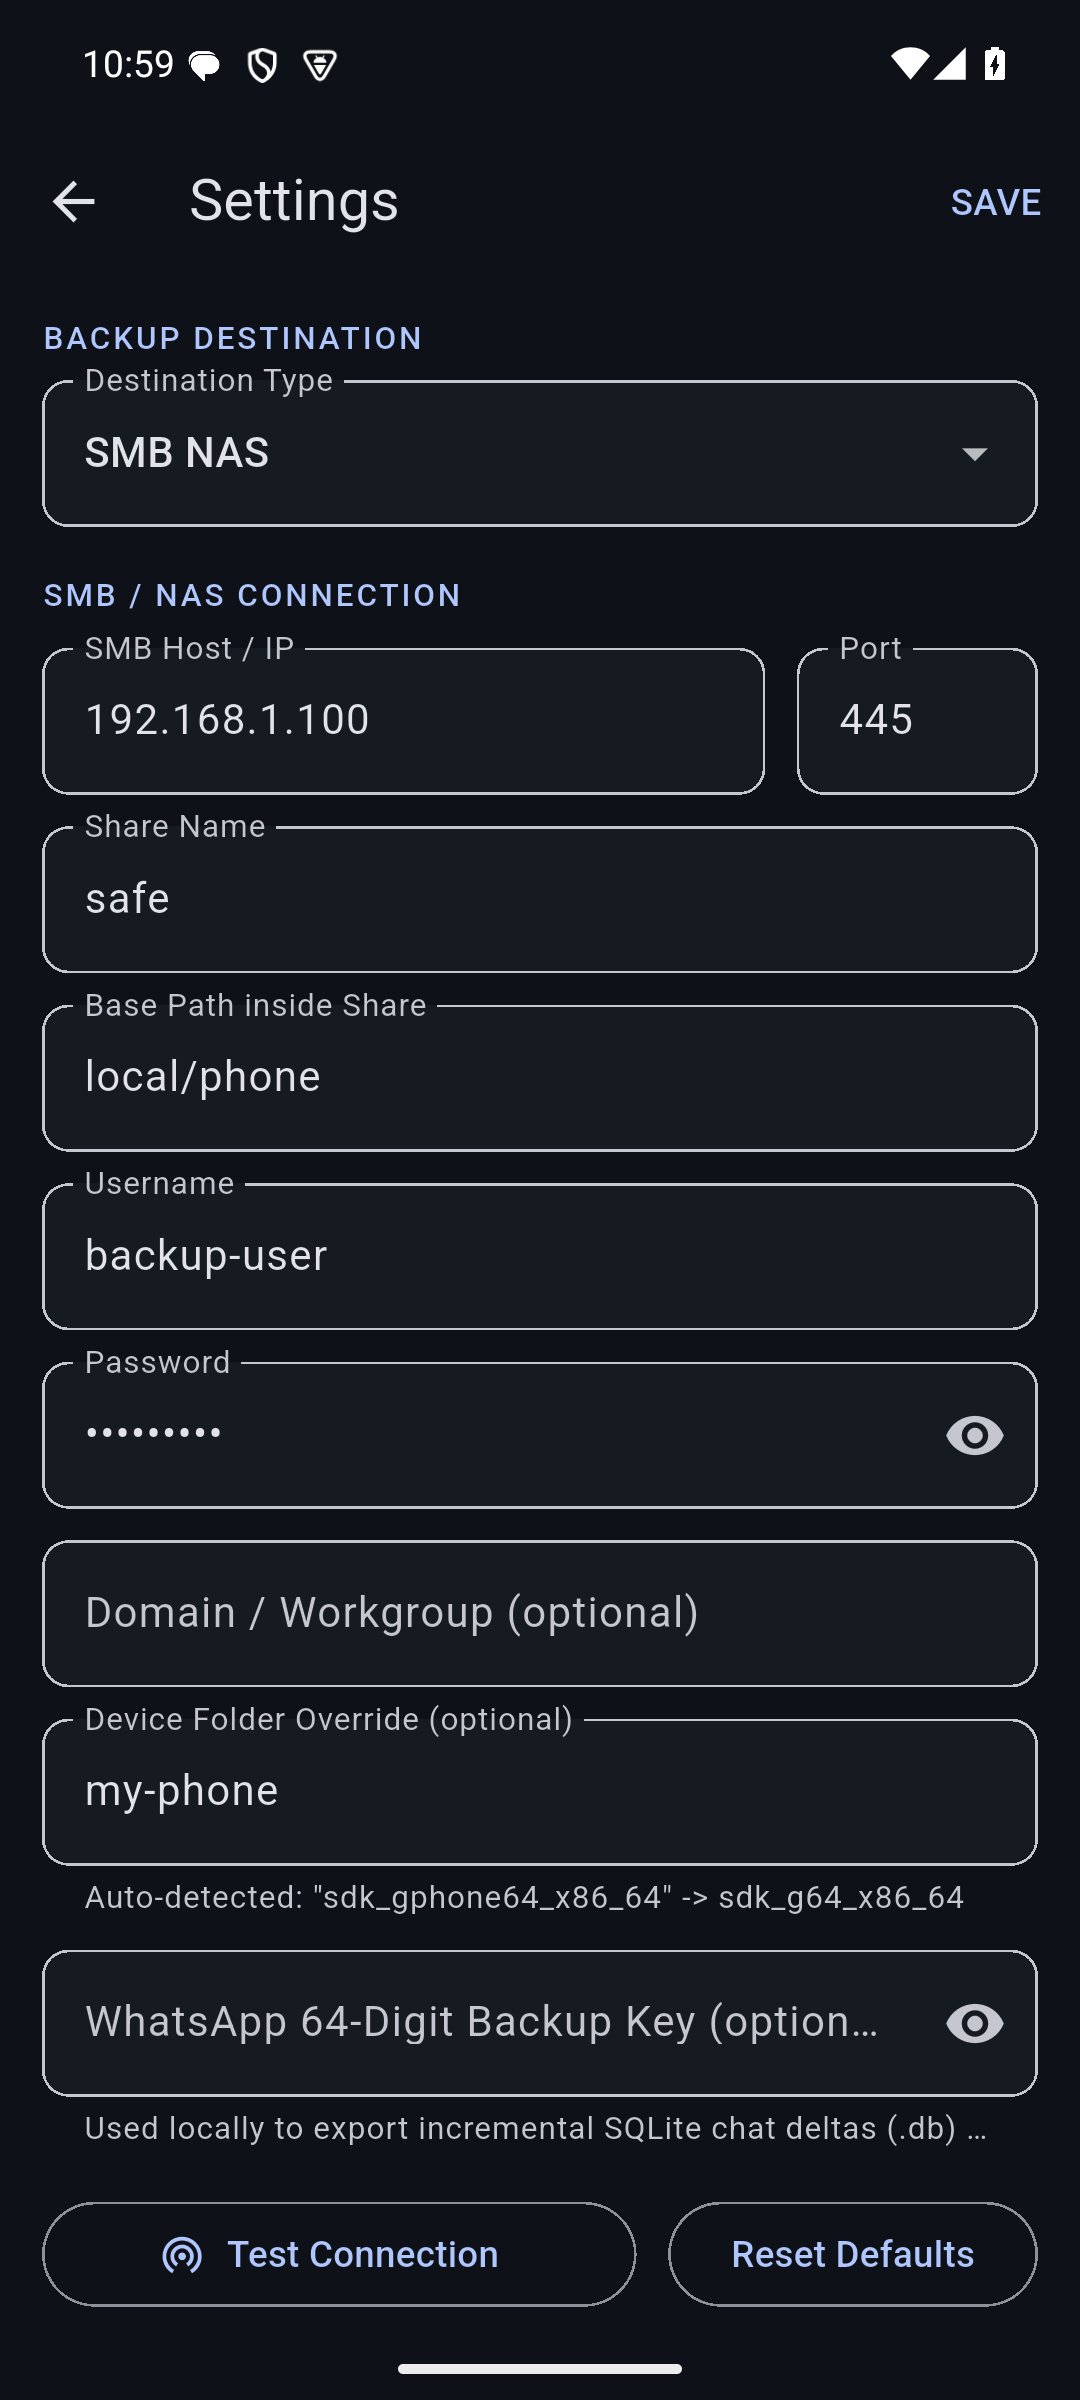 10:59
Settings
SAVE
BACKUP DESTINATION
Destination Type
SMB NAS
SMB / NAS CONNECTION
SMB Host / IP
Port
192.168.1.100
445
Share Name
safe
Base Path inside Share
local/phone
Username
backup-user
Password
•••••••••
Domain / Workgroup (optional)
Device Folder Override (optional)
my-phone
Auto-detected: "sdk_gphone64_x86_64" -> sdk_g64_x86_64
WhatsApp 64-Digit Backup Key (option…
Used locally to export incremental SQLite chat deltas (.db) …
Test Connection
Reset Defaults